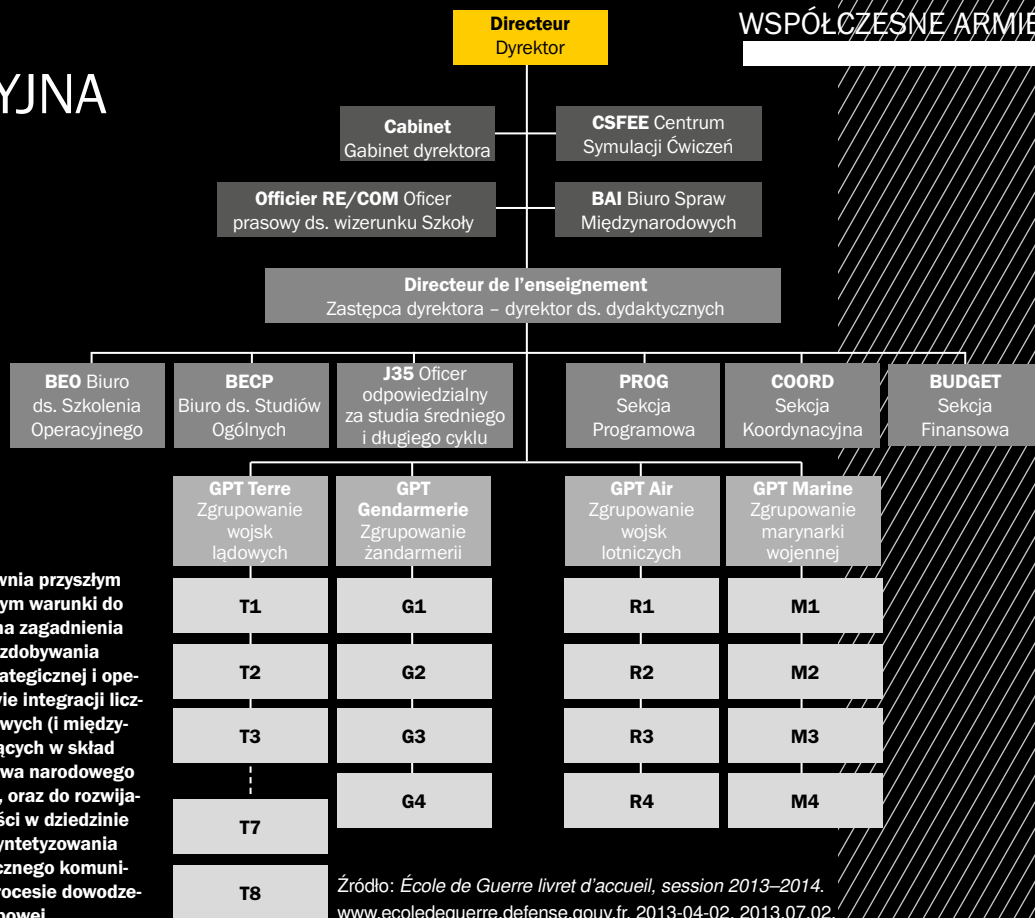 WSPÓŁCZESNE ARMIE
YJNA
Directeur
Dyrektor
Cabinet
Gabinet dyrektora
CSFEE Centrum
Symulacji Ćwiczeń
Officier RE/COM Oficer
prasowy ds. wizerunku Szkoły
BAI Biuro Spraw
Międzynarodowych
Directeur de l'enseignement
Zastępca dyrektora – dyrektor ds. dydaktycznych
BEO Biuro
ds. Szkolenia
Operacyjnego
BECP
Biuro ds. Studiów
Ogólnych
J35 Oficer
odpowiedzialny
za studia średniego
i długiego cyklu
PROG
Sekcja
Programowa
COORD
Sekcja
Koordynacyjna
BUDGET
Sekcja
Finansowa
GPT Terre
Zgrupowanie
wojsk
lądowych
GPT
Gendarmerie
Zgrupowanie
żandarmerii
GPT Air
Zgrupowanie
wojsk
lotniczych
GPT Marine
Zgrupowanie
marynarki
wojennej
T1
T2
T3
T7
T8
G1
G2
G3
G4
R1
R2
R3
R4
M1
M2
M3
M4
wnia przyszłym
ym warunki do
na zagadnienia
zdobywania
ategicznej i ope-
vie integracji licz-
wych (i między-
ących w skład
wa narodowego
, oraz do rozwija-
ści w dziedzinie
yntetyzowania
cznego komuni-
rocesie dowodze-
Źródło: École de Guerre livret d'accueil, session 2013–2014.
www.ecoledeguerre.defense.gouv.fr. 2013-04-02. 2013.07.02.